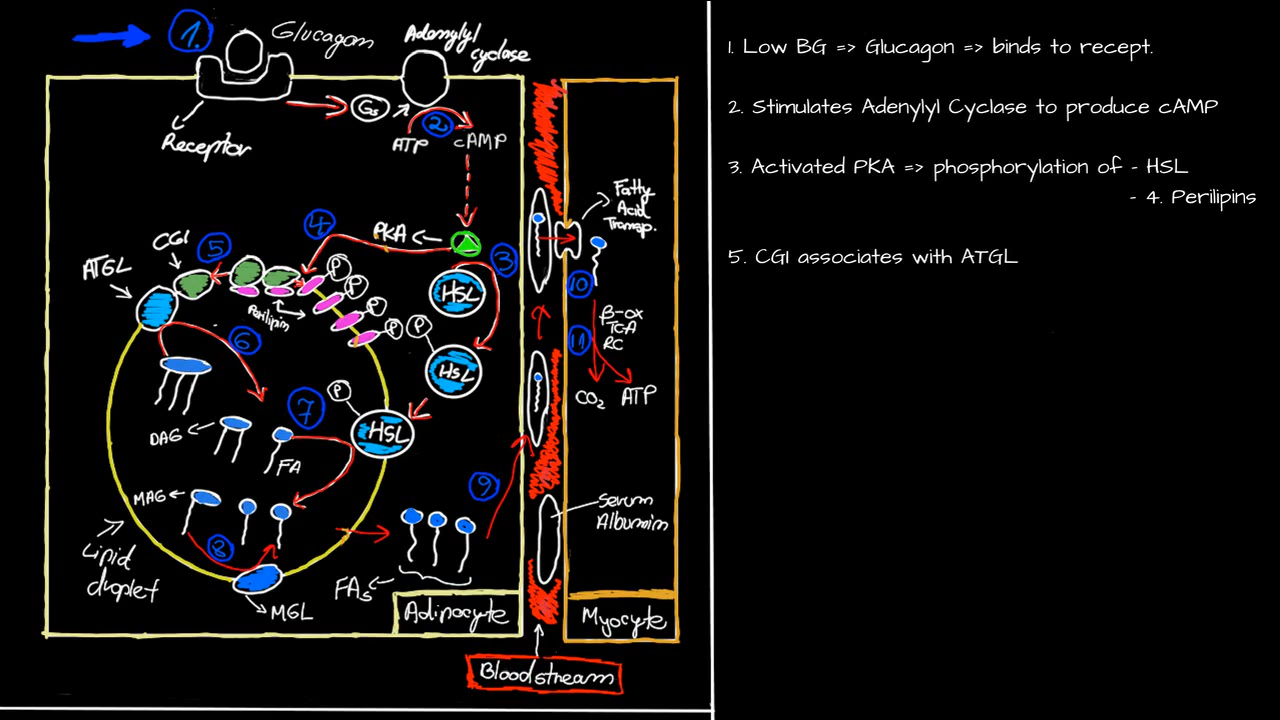 1.
Glucagon
Adenylyl
cyclase
Receptor
Gs
2
ATP
cAMP
PKA
4
3
HSL
CGI
5
ATGL
P
P
P
P
P
Perilipin
6
HSL
DAG
7
P
HSL
FA
MAG
8
9
Lipid
droplet
MGL
FAs
Adipocyte
Bloodstream
Fatty
Acid
Transp.
10
β-ox
TCA
RC
11
CO2
ATP
Serum
Albumin
Myocyte
1. Low BG => Glucagon => binds to recept.
2. Stimulates Adenylyl Cyclase to produce cAMP
3. Activated PKA => phosphorylation of - HSL
- 4. Perilipins
5. CGI associates with ATGL